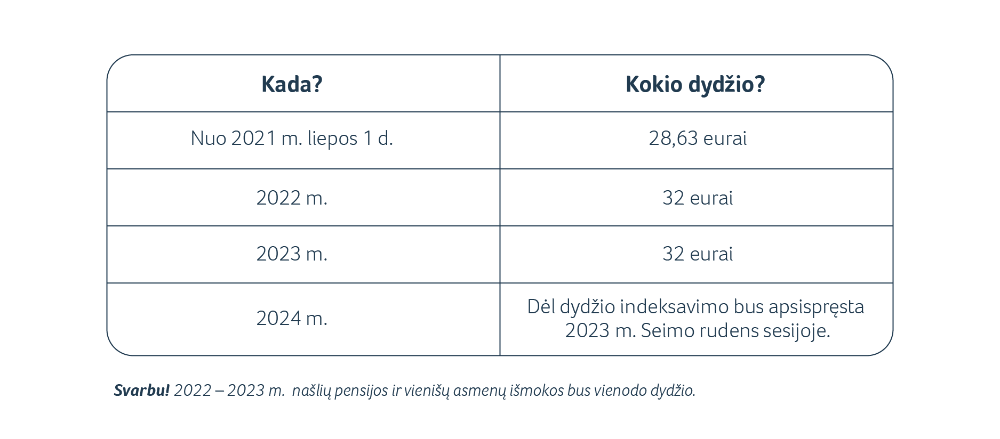 Kada?
Kokio dydžio?
Nuo 2021 m. liepos 1 d.
28,63 eurai
2022 m.
32 eurai
2023 m.
32 eurai
2024 m.
Dėl dydžio indeksavimo bus apsispręsta
2023 m. Seimo rudens sesijoje.
Svarbu! 2022 – 2023 m. našlių pensijos ir vienišų asmenų išmokos bus vienodo dydžio.